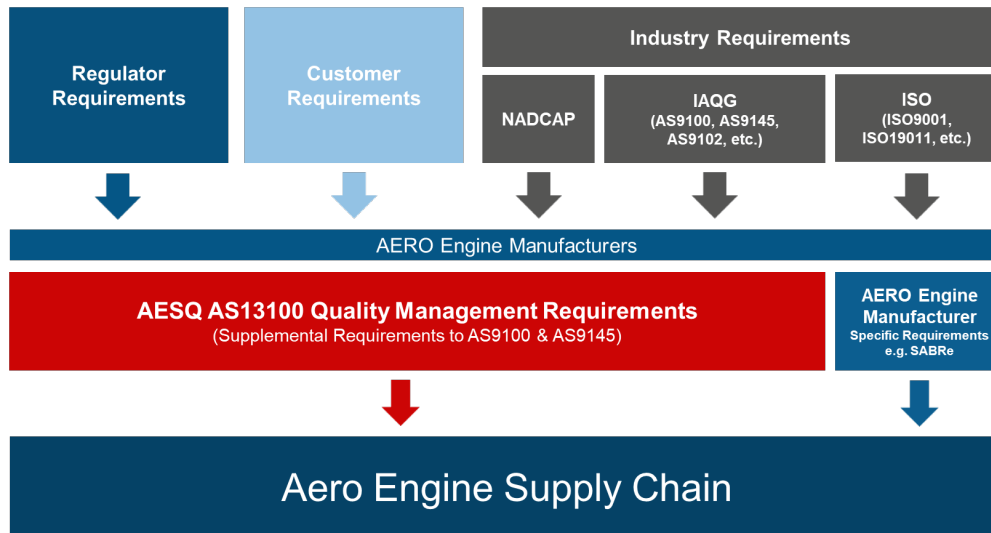 Regulator
Requirements
Customer
Requirements
Industry Requirements
NADCAP
IAQG
(AS9100, AS9145,
AS9102, etc.)
ISO
(ISO9001,
ISO19011, etc.)
AERO Engine Manufacturers
AESQ AS13100 Quality Management Requirements
(Supplemental Requirements to AS9100 & AS9145)
AERO Engine
Manufacturer
Specific Requirements
e.g. SABRe
Aero Engine Supply Chain